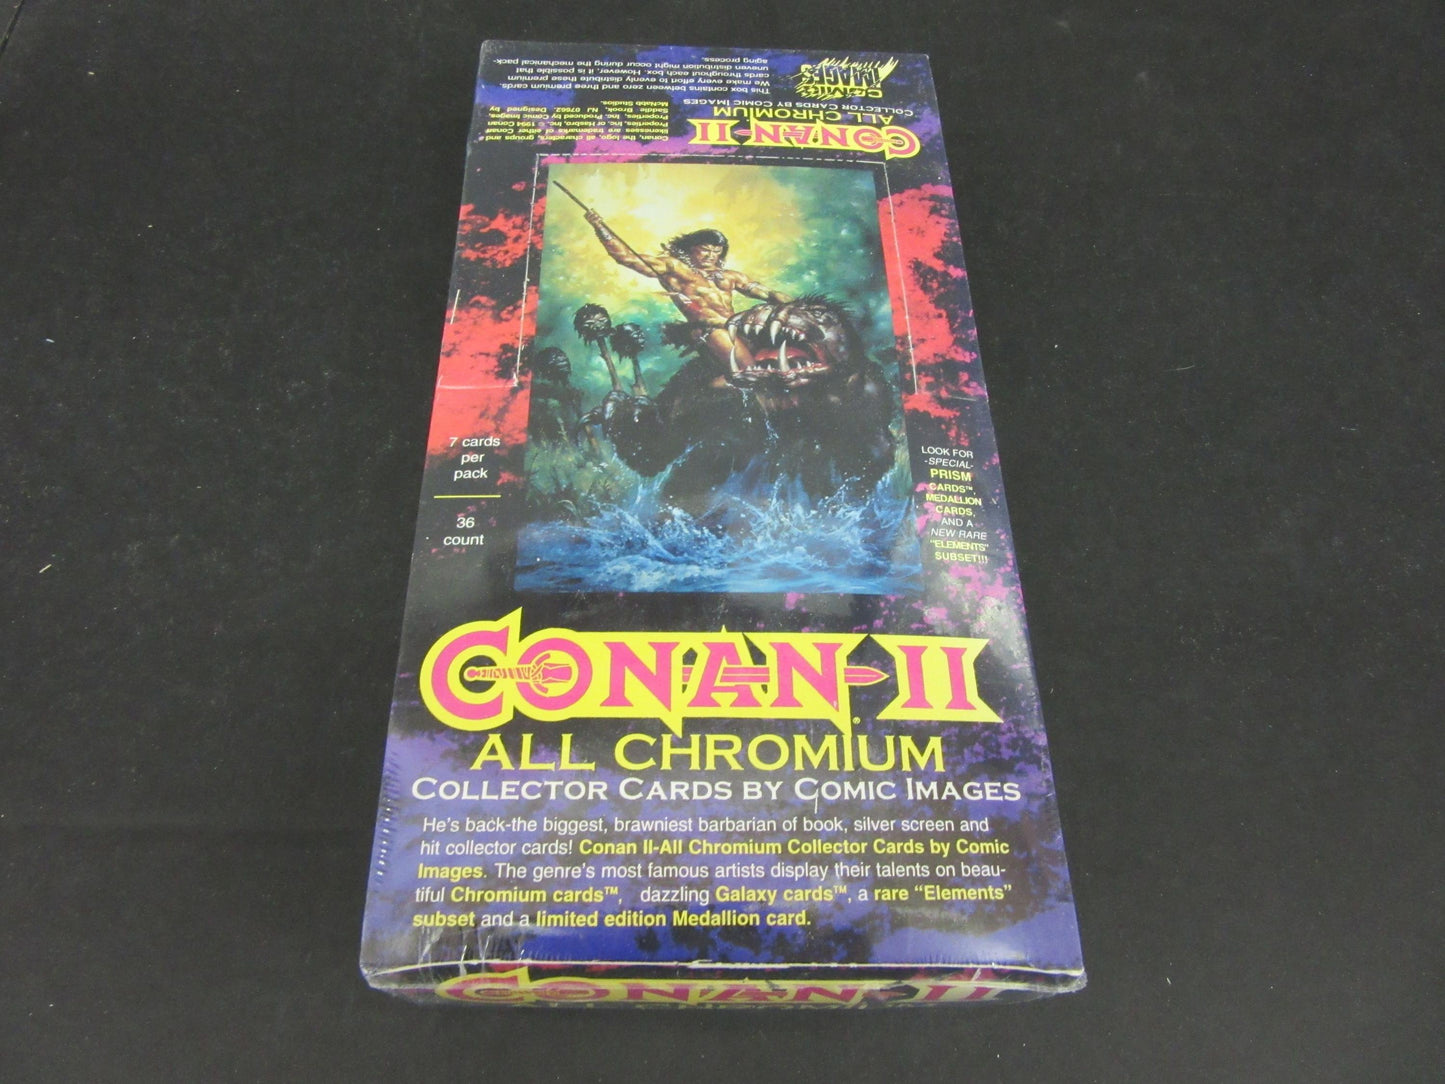 This box contains between zero and three premium cards.
We make every effort to evenly distribute these premium
cards throughout each box. However, it is possible that
uneven distribution might occur during the mechanical pack-
aging process.
Conan, the logo, all characters, groups and
likenesses are trademarks of either Conan
Properties, Inc. or Hasbro, Inc. © 1994 Conan
Properties, Inc. Produced by Comic Images,
Saddle Brook, NJ 07662. Designed by
McNabb Studios.
CONAN II
ALL CHROMIUM
COLLECTOR CARDS BY COMIC IMAGES
COMIC
IMAGES
7 cards
per
pack
36
count
LOOK FOR
-SPECIAL-
PRISM
CARDS™,
MEDALLION
CARDS,
AND A
NEW RARE
"ELEMENTS"
SUBSET!!!
CONAN II ®
ALL CHROMIUM
COLLECTOR CARDS BY COMIC IMAGES
He's back-the biggest, brawniest barbarian of book, silver screen and
hit collector cards! Conan II-All Chromium Collector Cards by Comic
Images. The genre's most famous artists display their talents on beau-
tiful Chromium cards™, dazzling Galaxy cards™, a rare “Elements”
subset and a limited edition Medallion card.
CONAN II
ALL CHROMIUM